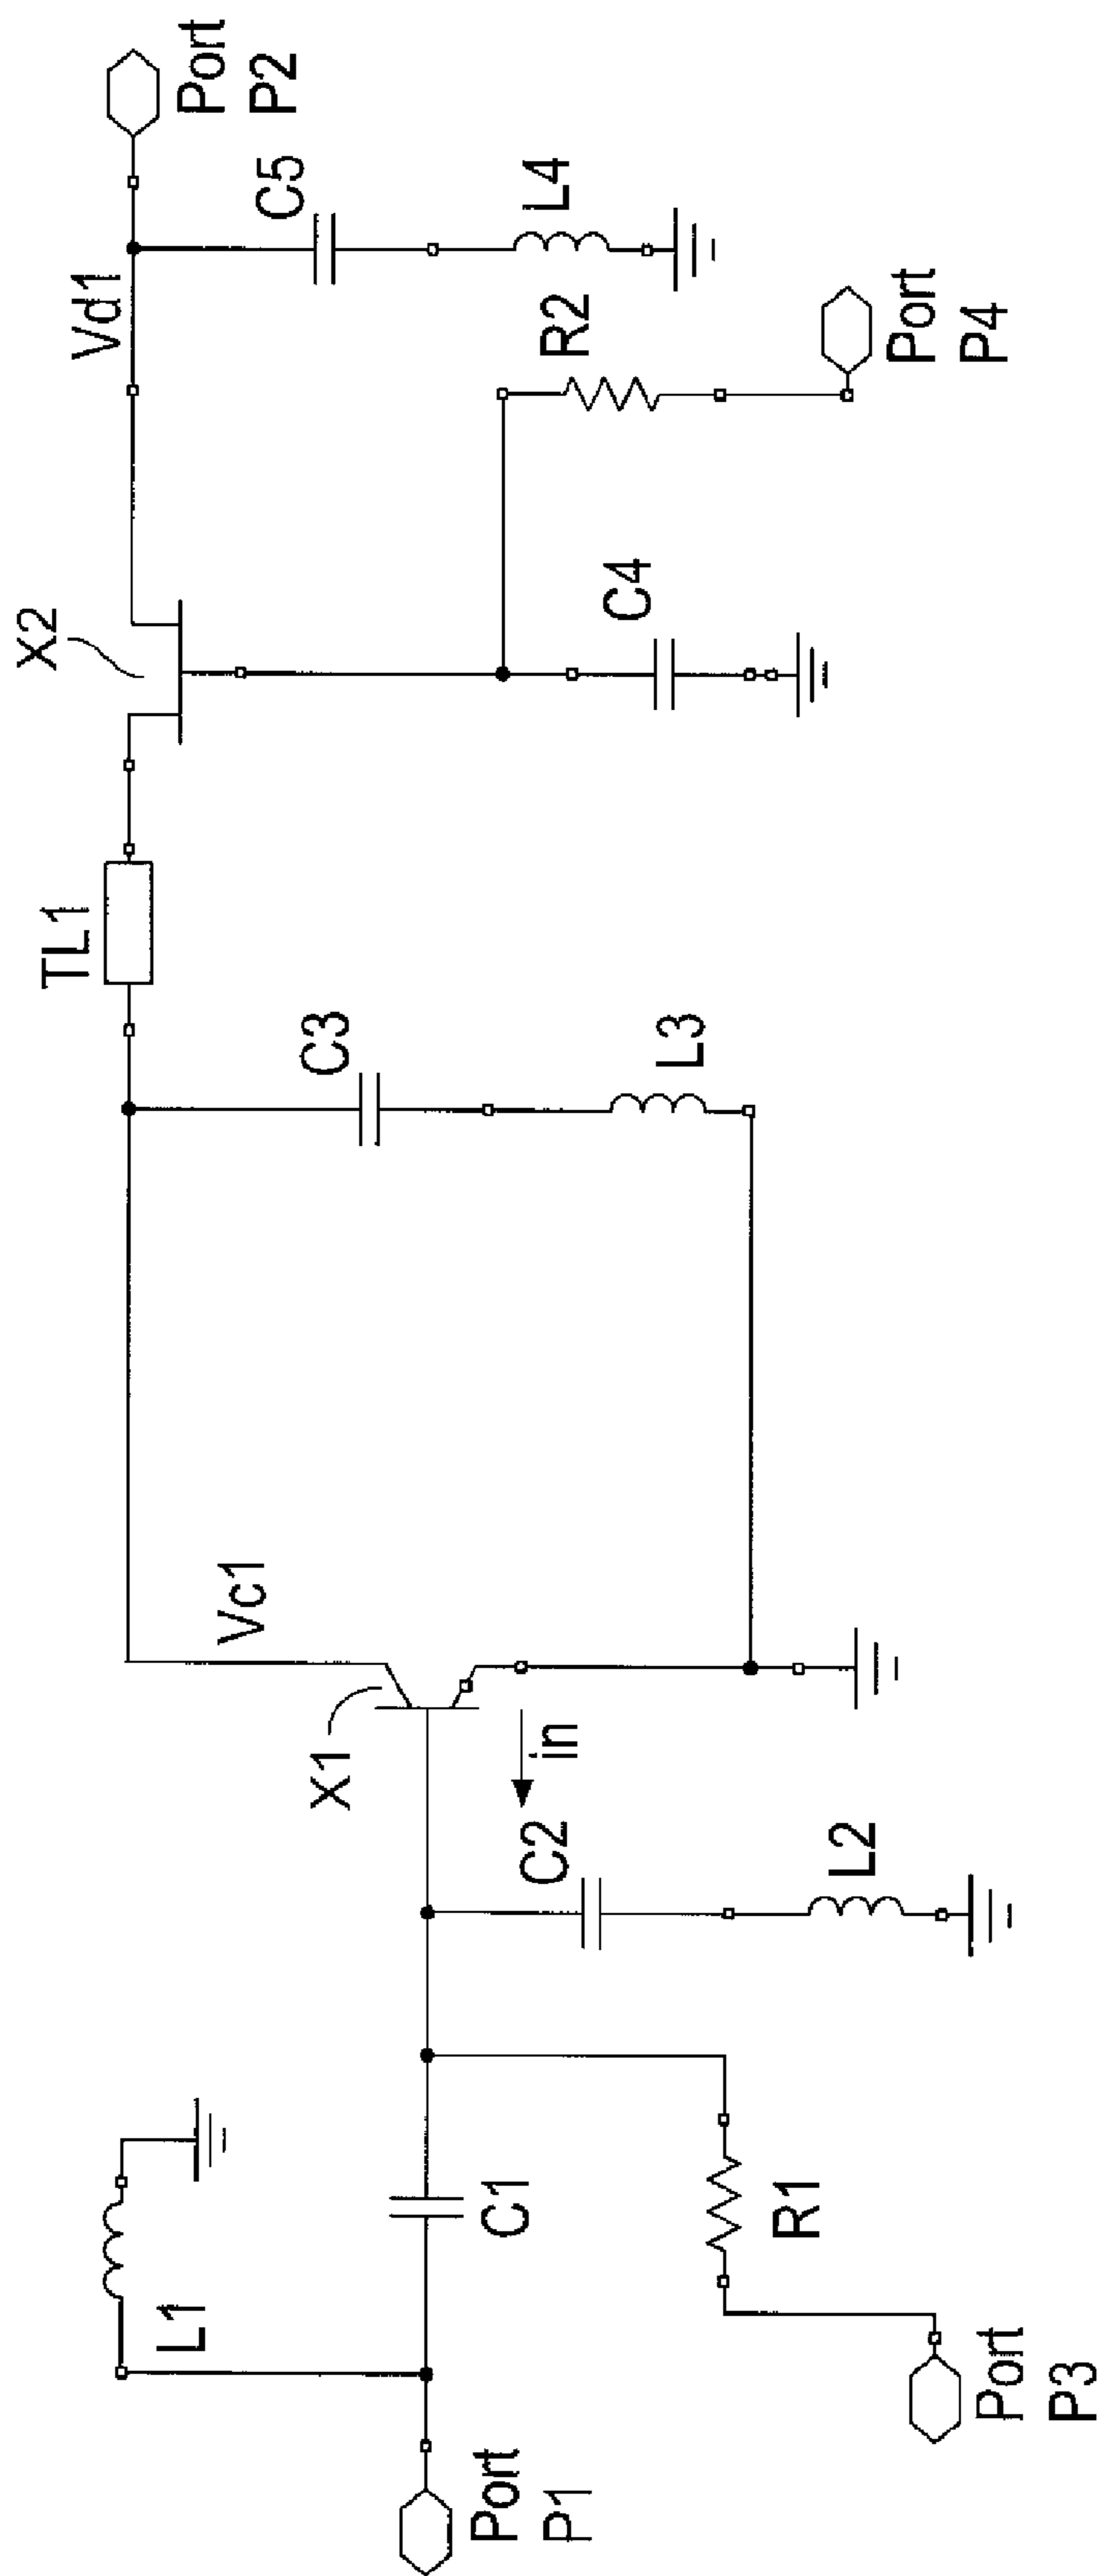 Port
P1
L1
C1
R1
Port
P3
C2
L2
in
X1
Vc1
C3
L3
TL1
X2
C4
R2
Port
P4
Vd1
C5
L4
Port
P2